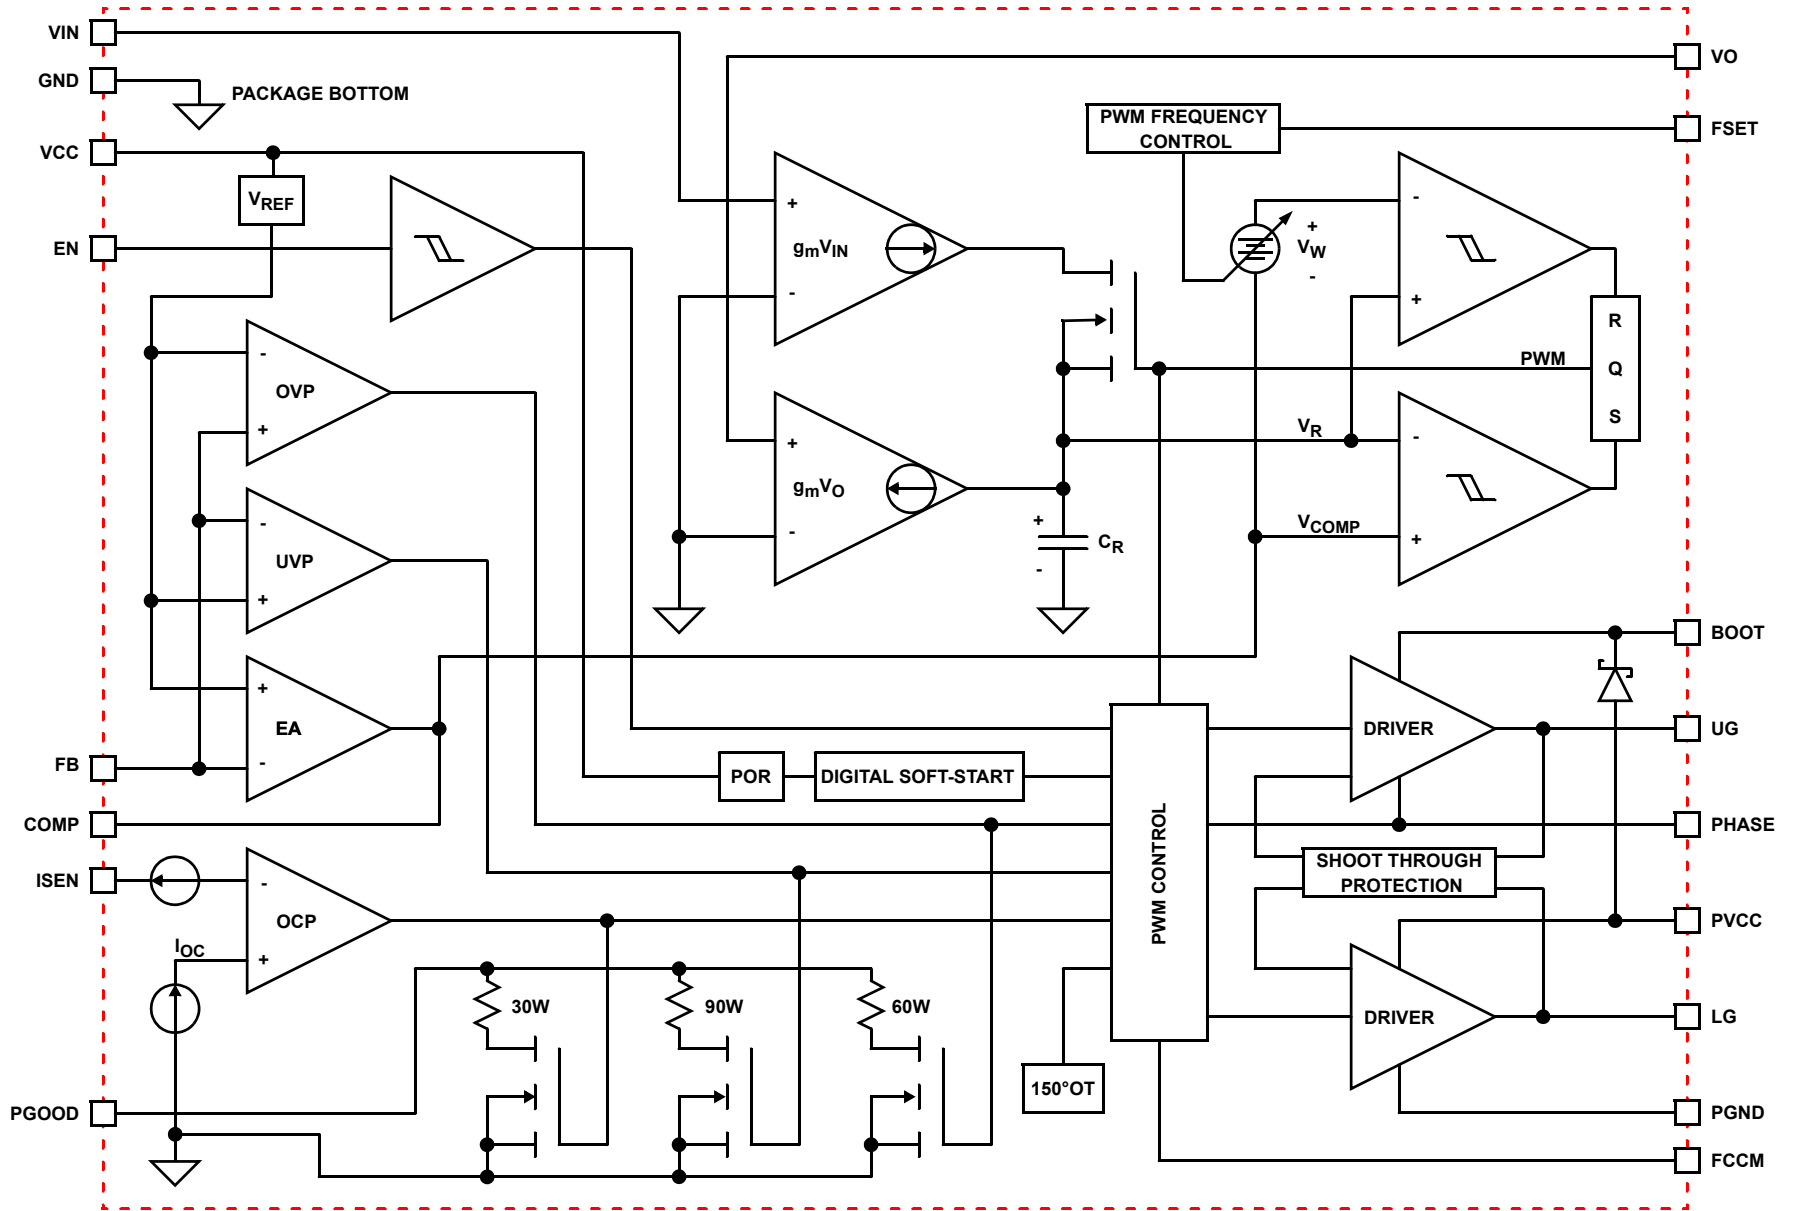 VIN
VO
GND
PACKAGE BOTTOM
PWM FREQUENCY
CONTROL
FSET
VCC
VREF
EN
+
gmVIN
-
-
+
VW
-
+
R
Q
S
PWM
-
OVP
+
+
gmVO
-
VR
-
VCOMP
+
-
UVP
+
+
CR
-
BOOT
+
EA
-
DRIVER
UG
FB
POR
DIGITAL SOFT-START
COMP
PHASE
PWM CONTROL
SHOOT THROUGH
PROTECTION
ISEN
-
OCP
+
IOC
PVCC
30W
90W
60W
DRIVER
LG
150°OT
PGOOD
PGND
FCCM